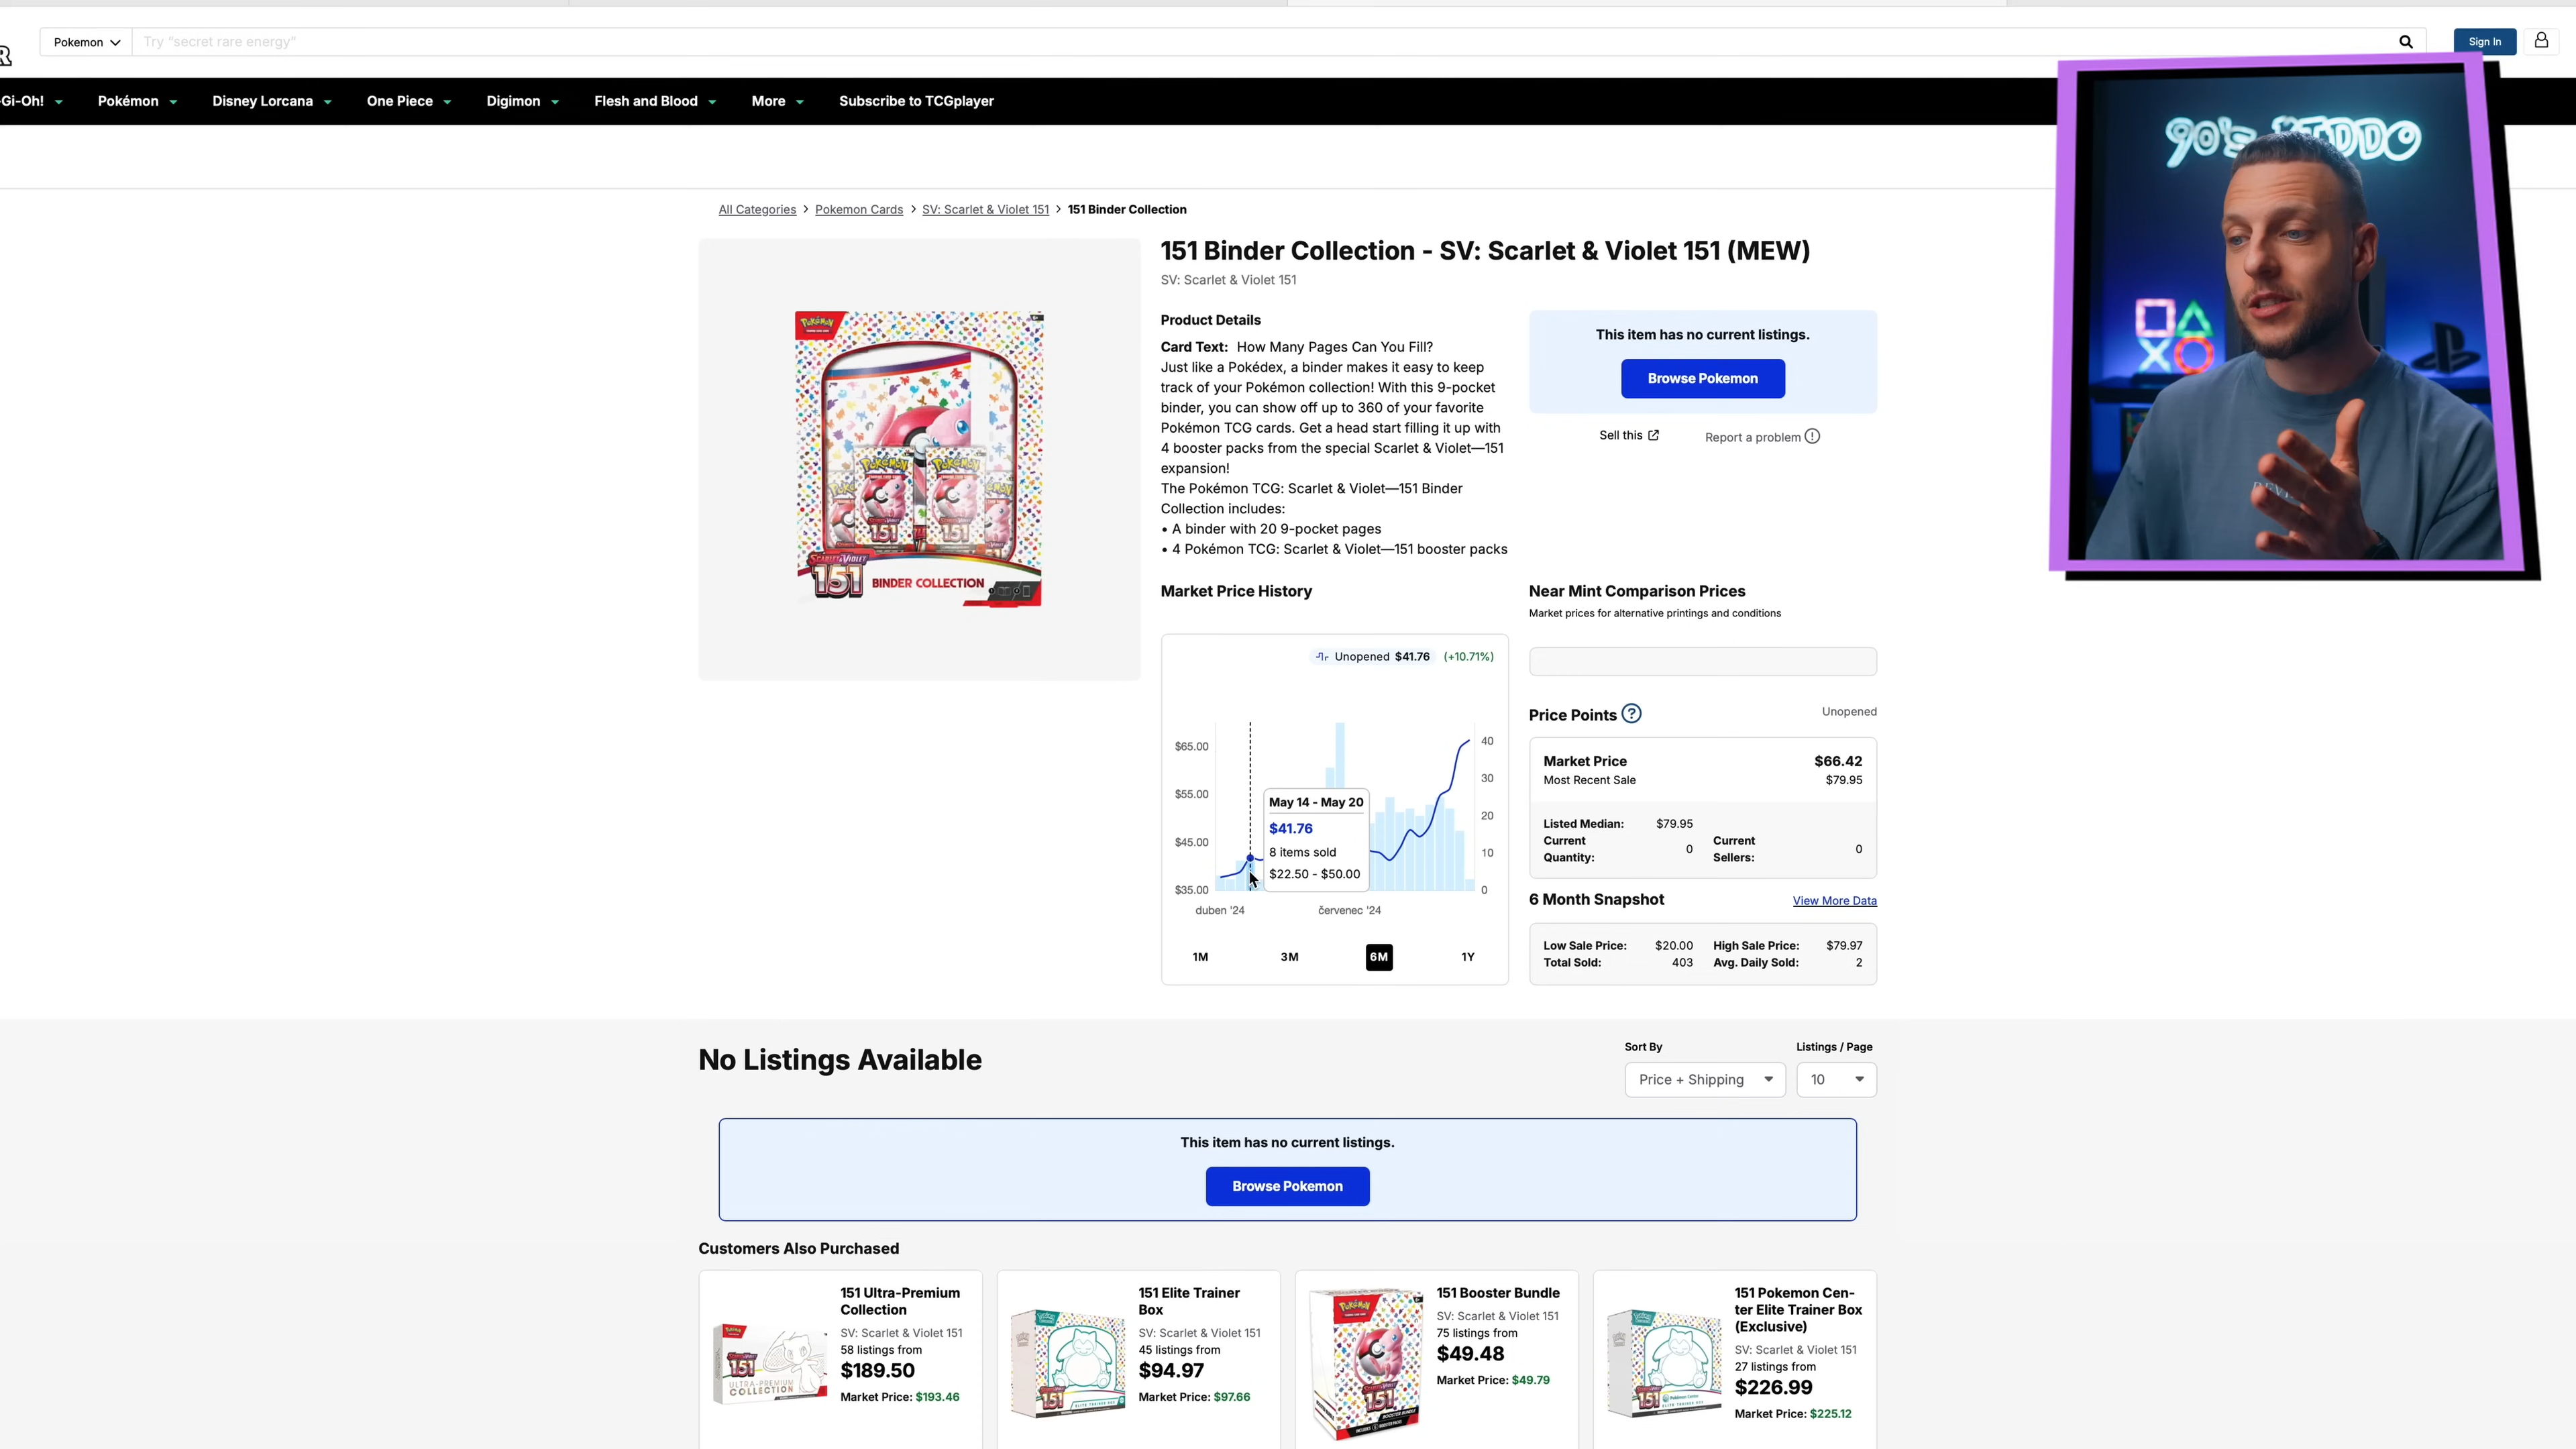 R
Pokemon
Try "secret rare energy"
Sign In
-Gi-Oh!
Pokémon
Disney Lorcana
One Piece
Digimon
Flesh and Blood
More
Subscribe to TCGplayer
90's KIDDO
All Categories > Pokemon Cards > SV: Scarlet & Violet 151 > 151 Binder Collection
151 Binder Collection - SV: Scarlet & Violet 151 (MEW)
SV: Scarlet & Violet 151
Pokémon
Pokémon
Pokémon
151
151
SCARLET & VIOLET
151
BINDER COLLECTION
Product Details
Card Text: How Many Pages Can You Fill?
Just like a Pokédex, a binder makes it easy to keep
track of your Pokémon collection! With this 9-pocket
binder, you can show off up to 360 of your favorite
Pokémon TCG cards. Get a head start filling it up with
4 booster packs from the special Scarlet & Violet—151
expansion!
The Pokémon TCG: Scarlet & Violet—151 Binder
Collection includes:
• A binder with 20 9-pocket pages
• 4 Pokémon TCG: Scarlet & Violet—151 booster packs
This item has no current listings.
Browse Pokemon
Sell this
Report a problem
Market Price History
Unopened $41.76 (+10.71%)
$65.00
$55.00
$45.00
$35.00
40
30
20
10
0
May 14 - May 20
$41.76
8 items sold
$22.50 - $50.00
duben '24
červenec '24
1M
3M
6M
1Y
Near Mint Comparison Prices
Market prices for alternative printings and conditions
Price Points ?
Unopened
Market Price $66.42
Most Recent Sale $79.95
Listed Median: $79.95
Current Quantity: 0
Current Sellers: 0
6 Month Snapshot
View More Data
Low Sale Price: $20.00 High Sale Price: $79.97
Total Sold: 403 Avg. Daily Sold: 2
No Listings Available
Sort By
Price + Shipping
Listings / Page
10
This item has no current listings.
Browse Pokemon
Customers Also Purchased
151 Ultra-Premium
Collection
SV: Scarlet & Violet 151
58 listings from
$189.50
Market Price: $193.46
151
ULTRA-PREMIUM
COLLECTION
151 Elite Trainer
Box
SV: Scarlet & Violet 151
45 listings from
$94.97
Market Price: $97.66
151
Pokémon
151
151 Booster Bundle
SV: Scarlet & Violet 151
75 listings from
$49.48
Market Price: $49.79
151
151 Pokemon Cen-
ter Elite Trainer Box
(Exclusive)
SV: Scarlet & Violet 151
27 listings from
$226.99
Market Price: $225.12